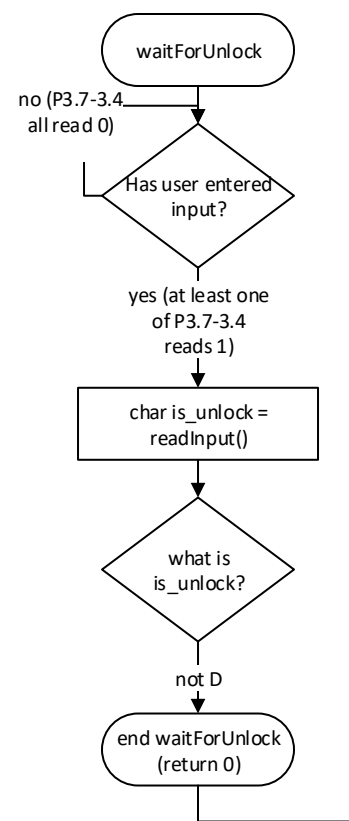 waitForUnlock
no (P3.7-3.4
all read 0)
Has user entered
input?
yes (at least one
of P3.7-3.4
reads 1)
char is_unlock =
readInput()
what is
is_unlock?
not D
end waitForUnlock
(return 0)